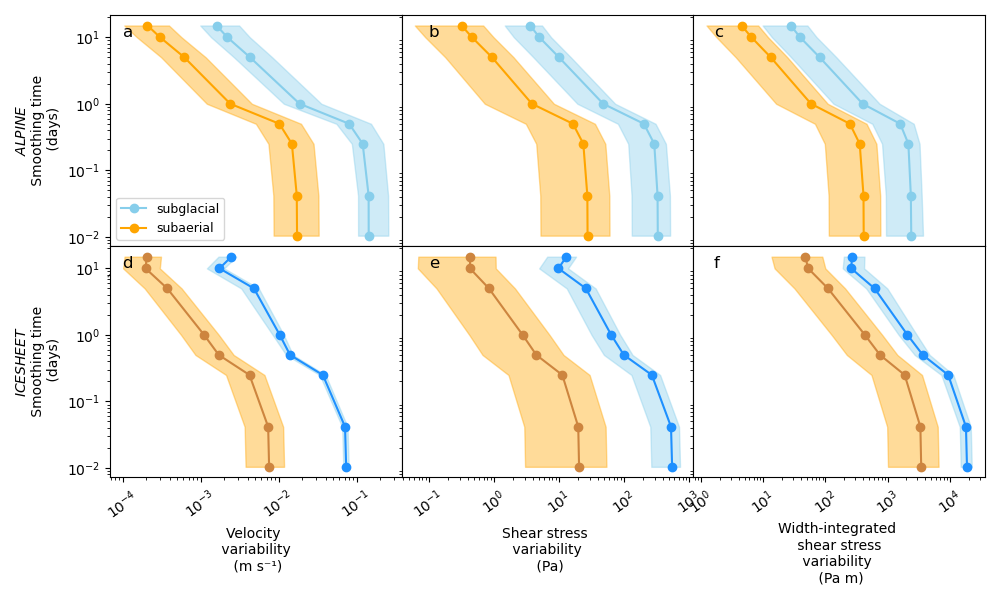 a
b
c
10¹
10⁰
10⁻¹
10⁻²
ALPINE
Smoothing time
(days)
subglacial
subaerial
d
e
f
10¹
10⁰
10⁻¹
10⁻²
ICESHEET
Smoothing time
(days)
10⁻⁴ 10⁻³ 10⁻² 10⁻¹
10⁻¹ 10⁰ 10¹ 10² 10³
10⁰ 10¹ 10² 10³ 10⁴
Velocity
variability
(m s⁻¹)
Shear stress
variability
(Pa)
Width-integrated
shear stress
variability
(Pa m)